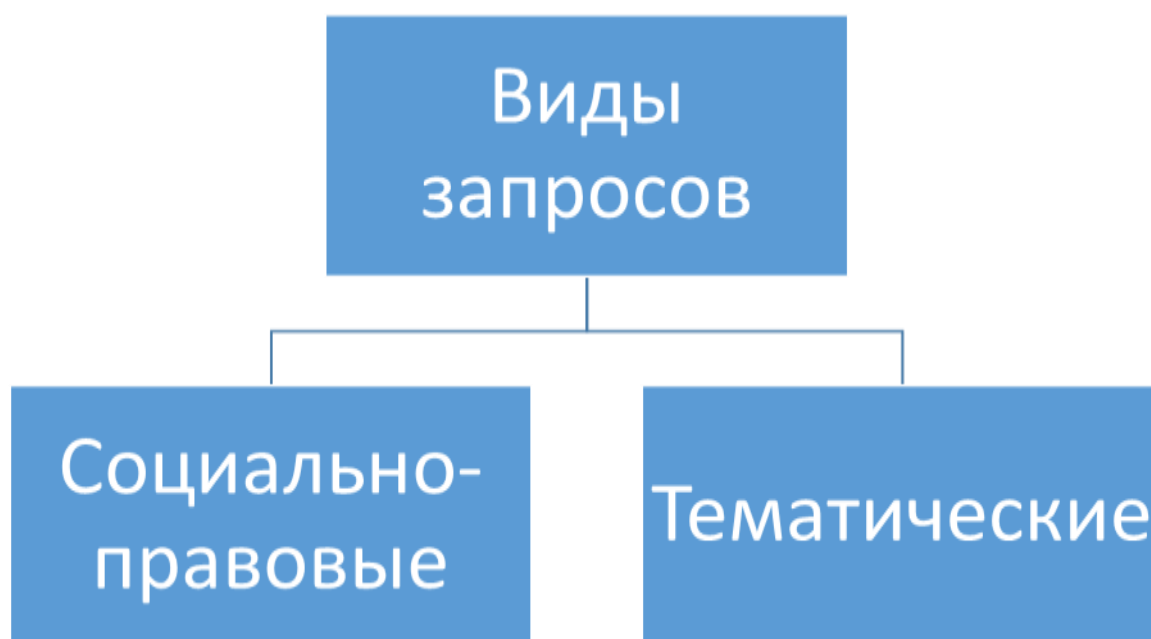 Виды
запросов
Социально-
правовые
Тематические